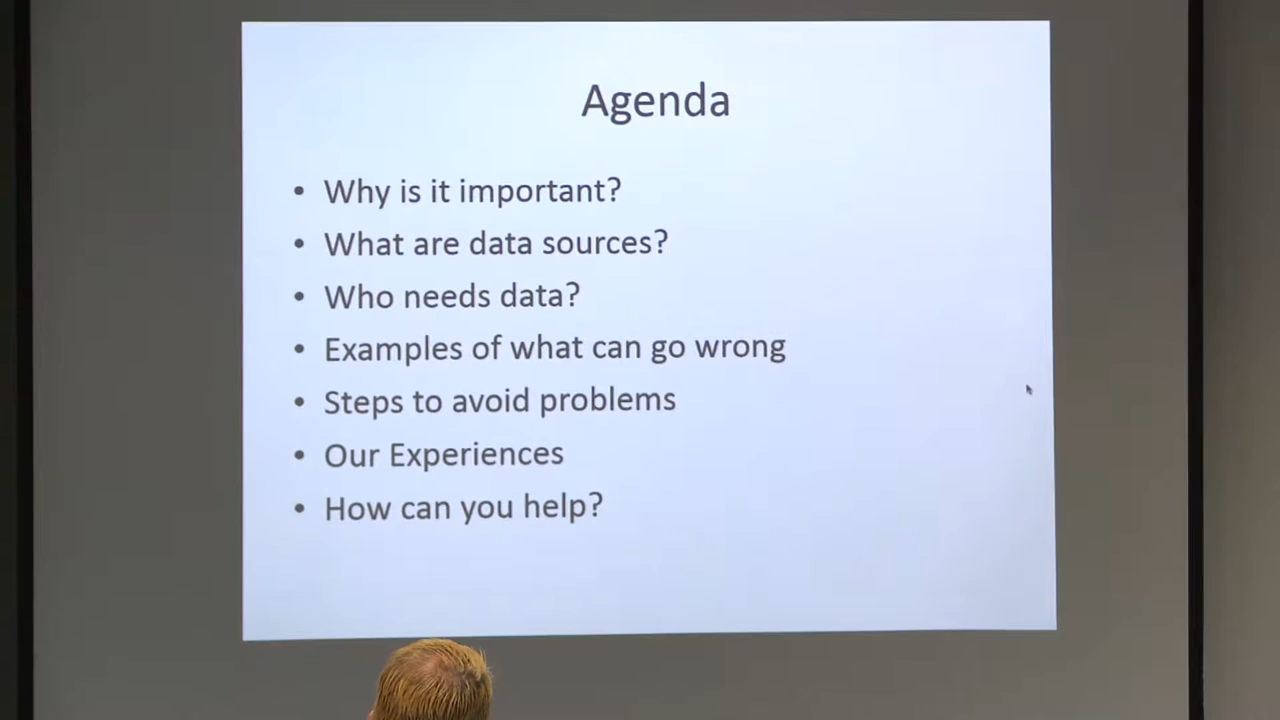 Agenda
• Why is it important?
• What are data sources?
• Who needs data?
• Examples of what can go wrong
• Steps to avoid problems
• Our Experiences
• How can you help?